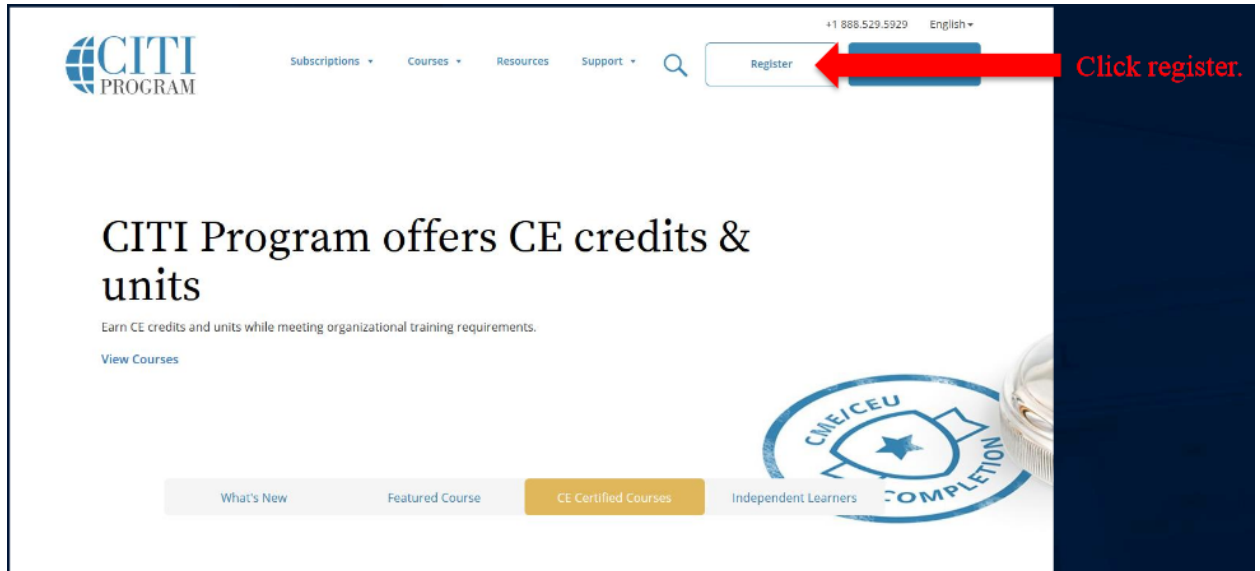 +1 888.529.5929 English
CITI
PROGRAM
Subscriptions Courses Resources Support Register
Click register.
CITI Program offers CE credits &
units
Earn CE credits and units while meeting organizational training requirements.
View Courses
CME|CEU
COMPLETION
What's New Featured Course CE Certified Courses Independent Learners